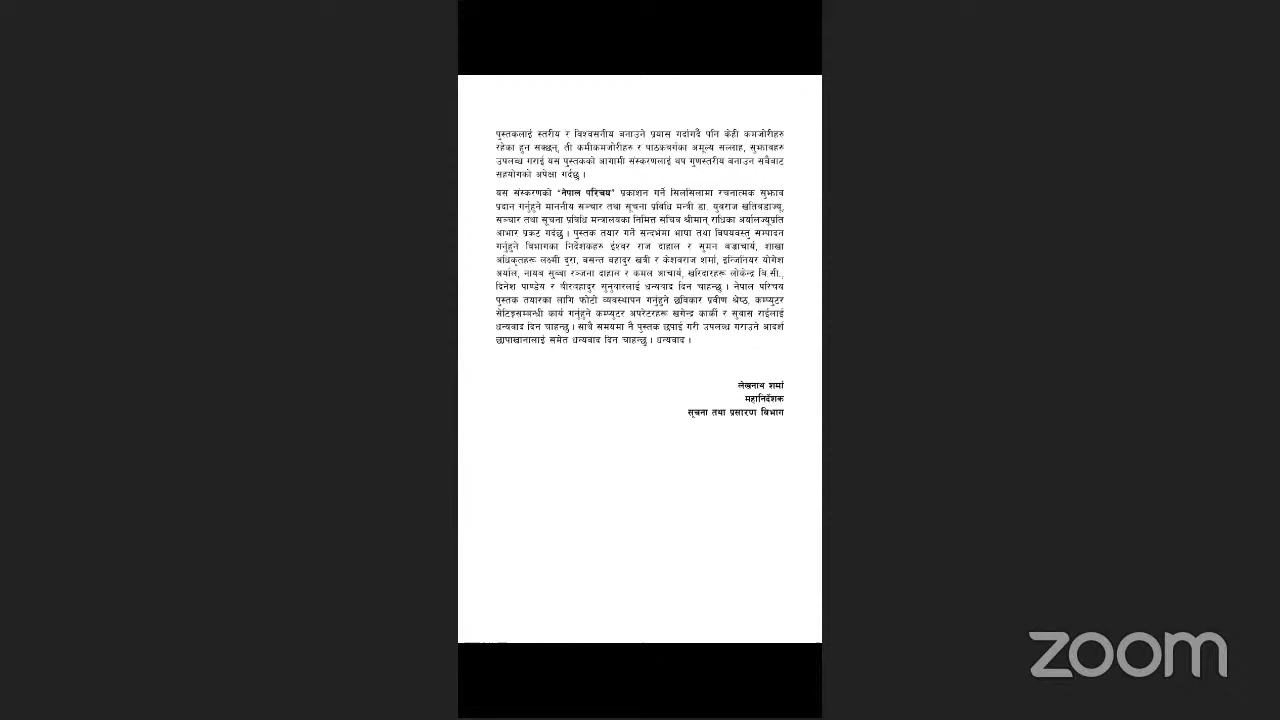 पुस्तकलाई स्तरीय र विश्वसनीय बनाउने प्रयास गर्दागर्दै पनि केही कमजोरीहरु
रहेका हुन सक्छन्, ती कमीकमजोरीहरु र पाठकवर्गका अमूल्य सल्लाह, सुझावहरु
उपलब्ध गराई यस पुस्तकको आगामी संस्करणलाई थप गुणस्तरीय बनाउन सबैबाट
सहयोगको अपेक्षा गर्दछु ।
यस संस्करणको "नेपाल परिचय" प्रकाशन गर्ने सिलसिलामा रचनात्मक सुझाव
प्रदान गर्नुहुने माननीय सञ्चार तथा सूचना प्रविधि मन्त्री डा. युवराज खतिवडाज्यू,
सञ्चार तथा सूचना प्रविधि मन्त्रालयका निमित्त सचिव श्रीमान् राधिका अर्यालज्यूप्रति
आभार प्रकट गर्दछु । पुस्तक तयार गर्ने सन्दर्भमा भाषा तथा विषयवस्तु सम्पादन
गर्नुहुने विभागका निर्देशकहरु ईश्वर राज दाहाल र सुमन बज्राचार्य, शाखा
अधिकृतहरू लक्ष्मी दुरा, बसन्त बहादुर खत्री र केशवराज शर्मा, इन्जिनियर योगेश
अर्याल, नायब सुब्बा रञ्जना दाहाल र कमल आचार्य, खरिदारहरू लोकेन्द्र बि.सी.,
दिनेश पाण्डेय र वीरबहादुर सुनुवारलाई धन्यवाद दिन चाहन्छु । नेपाल परिचय
पुस्तक तयारका लागि फोटो व्यवस्थापन गर्नुहुने छविकार प्रवीण श्रेष्ठ, कम्प्युटर
सेटिङ्गसम्बन्धी कार्य गर्नुहुने कम्प्युटर अपरेटरहरू खगेन्द्र कार्की र सुवास राईलाई
धन्यवाद दिन चाहन्छु । साथै समयमा नै पुस्तक छपाई गरी उपलब्ध गराउने आदर्श
छापाखानालाई समेत धन्यवाद दिन चाहन्छु । धन्यवाद ।
लेखनाथ शर्मा
महानिर्देशक
सूचना तथा प्रसारण विभाग
zoom